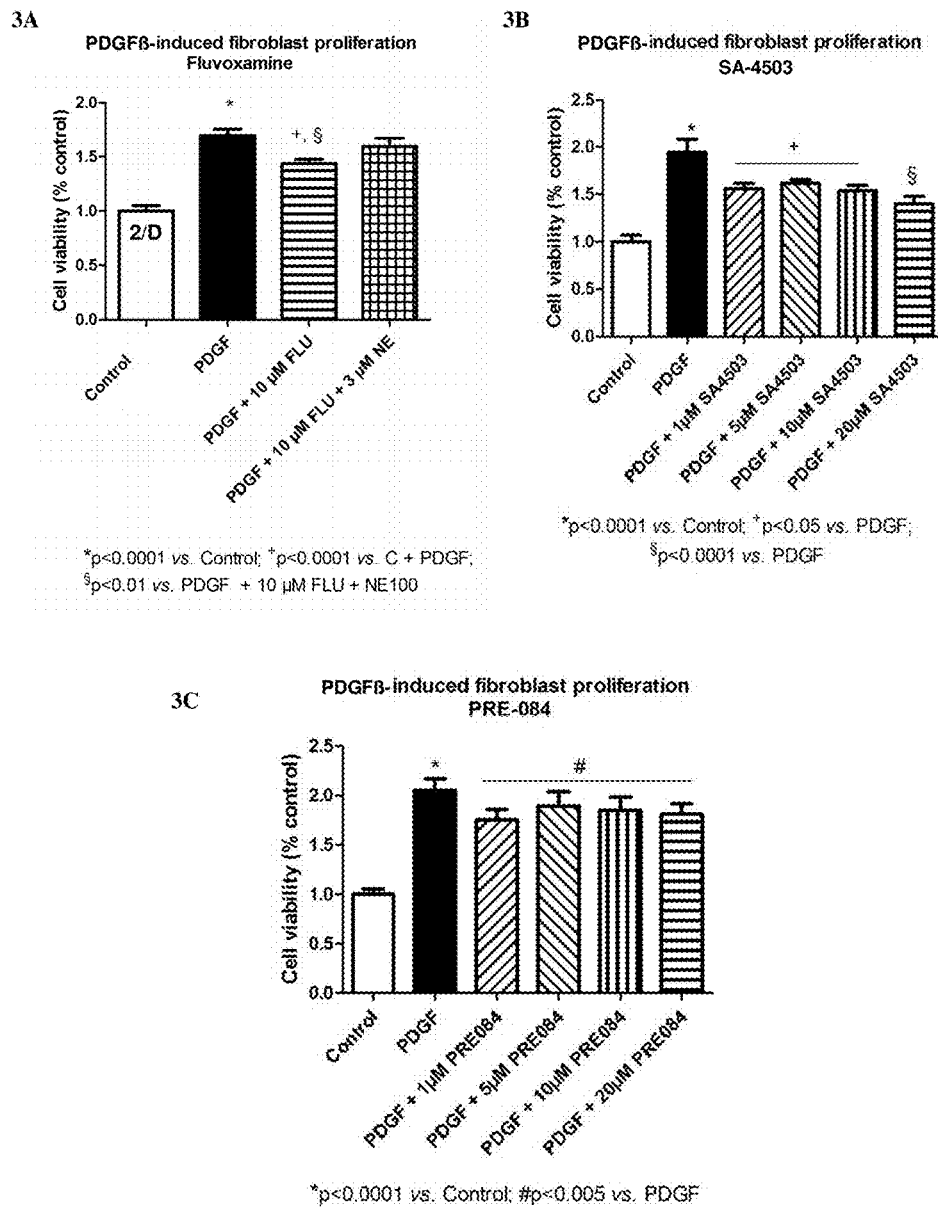 3A
PDGFß-induced fibroblast proliferation
Fluvoxamine
Cell viability (% control)
2.0
1.5
1.0
0.5
0.0
*
+, §
2/D
Control
PDGF
PDGF + 10 µM FLU
PDGF + 10 µM FLU + 3 µM NE
*p<0.0001 vs. Control; +p<0.0001 vs. C + PDGF;
§p<0.01 vs. PDGF + 10 µM FLU + NE100
3B
PDGFß-induced fibroblast proliferation
SA-4503
Cell viability (% control)
2.5
2.0
1.5
1.0
0.5
0.0
*
+
§
Control
PDGF
PDGF + 1µM SA4503
PDGF + 5µM SA4503
PDGF + 10µM SA4503
PDGF + 20µM SA4503
*p<0.0001 vs. Control; +p<0.05 vs. PDGF;
§p<0.0001 vs. PDGF
3C
PDGFß-induced fibroblast proliferation
PRE-084
Cell viability (% control)
2.5
2.0
1.5
1.0
0.5
0.0
*
#
Control
PDGF
PDGF + 1µM PRE084
PDGF + 5µM PRE084
PDGF + 10µM PRE084
PDGF + 20µM PRE084
*p<0.0001 vs. Control; #p<0.005 vs. PDGF